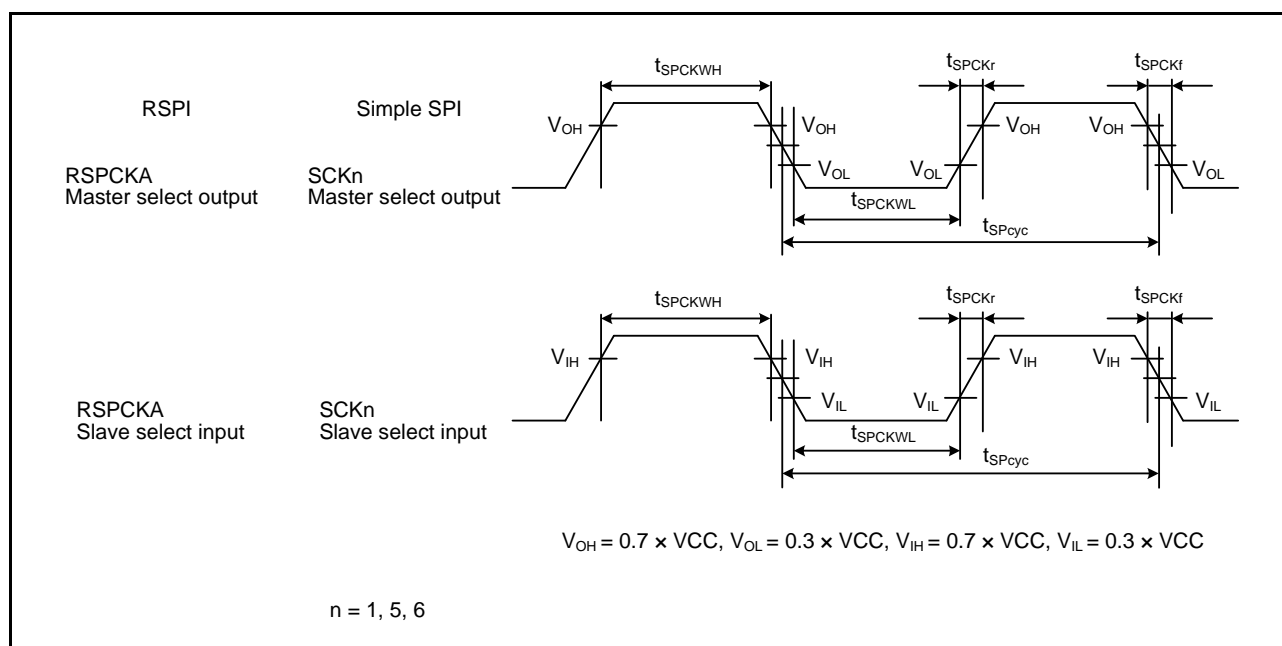 RSPI
Simple SPI
RSPCKA
Master select output
SCKn
Master select output
tSPCKWH
tSPCKr
tSPCKf
VOH
VOH
VOH
VOH
VOL
VOL
VOL
tSPCKWL
tSPcyc
RSPCKA
Slave select input
SCKn
Slave select input
tSPCKWH
tSPCKr
tSPCKf
VIH
VIH
VIH
VIH
VIL
VIL
VIL
tSPCKWL
tSPcyc
VOH = 0.7 × VCC, VOL = 0.3 × VCC, VIH = 0.7 × VCC, VIL = 0.3 × VCC
n = 1, 5, 6